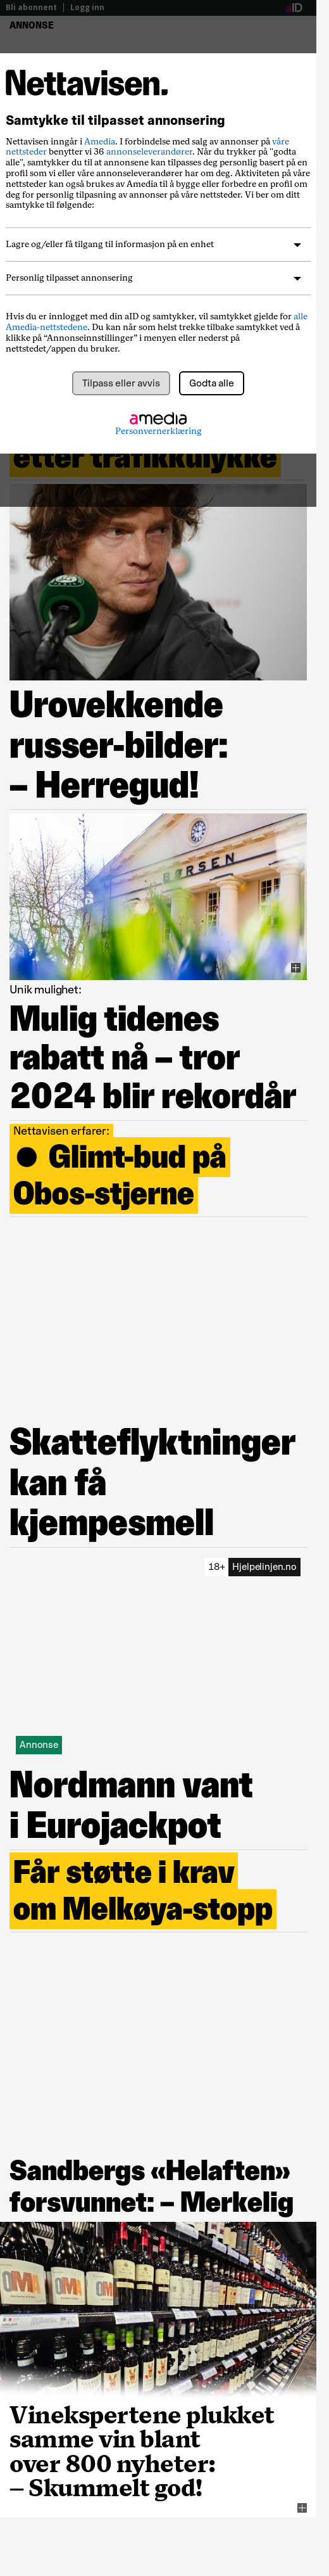 Bli abonnent | Logg inn aID
ANNONSE
Nettavisen.
Samtykke til tilpasset annonsering
Nettavisen inngår i Amedia. I forbindelse med salg av annonser på våre
nettsteder benytter vi 36 annonseleverandører. Når du trykker på "godta
alle", samtykker du til at annonsene kan tilpasses deg personlig basert på en
profil som vi eller våre annonseleverandører har om deg. Aktiviteten på våre
nettsteder kan også brukes av Amedia til å bygge eller forbedre en profil om
deg for personlig tilpasning av annonser på våre nettsteder. Vi ber om ditt
samtykke til følgende:
Lagre og/eller få tilgang til informasjon på en enhet
Personlig tilpasset annonsering
Hvis du er innlogget med din aID og samtykker, vil samtykket gjelde for alle
Amedia-nettstedene. Du kan når som helst trekke tilbake samtykket ved å
klikke på “Annonseinnstillinger” i menyen eller nederst på
nettstedet/appen du bruker.
Tilpass eller avvis Godta alle
amedia
Personvernerklæring
etter trafikkulykke
Urovekkende
russer-bilder:
– Herregud!
BØRSEN
Unik mulighet:
Mulig tidenes
rabatt nå – tror
2024 blir rekordår
Nettavisen erfarer:
● Glimt-bud på
Obos-stjerne
Skatteflyktninger
kan få
kjempesmell
18+ Hjelpelinjen.no
Annonse
Nordmann vant
i Eurojackpot
Får støtte i krav
om Melkøya-stopp
Sandbergs «Helaften»
forsvunnet: – Merkelig
OMA OMA
Vinekspertene plukket
samme vin blant
over 800 nyheter:
– Skummelt god!